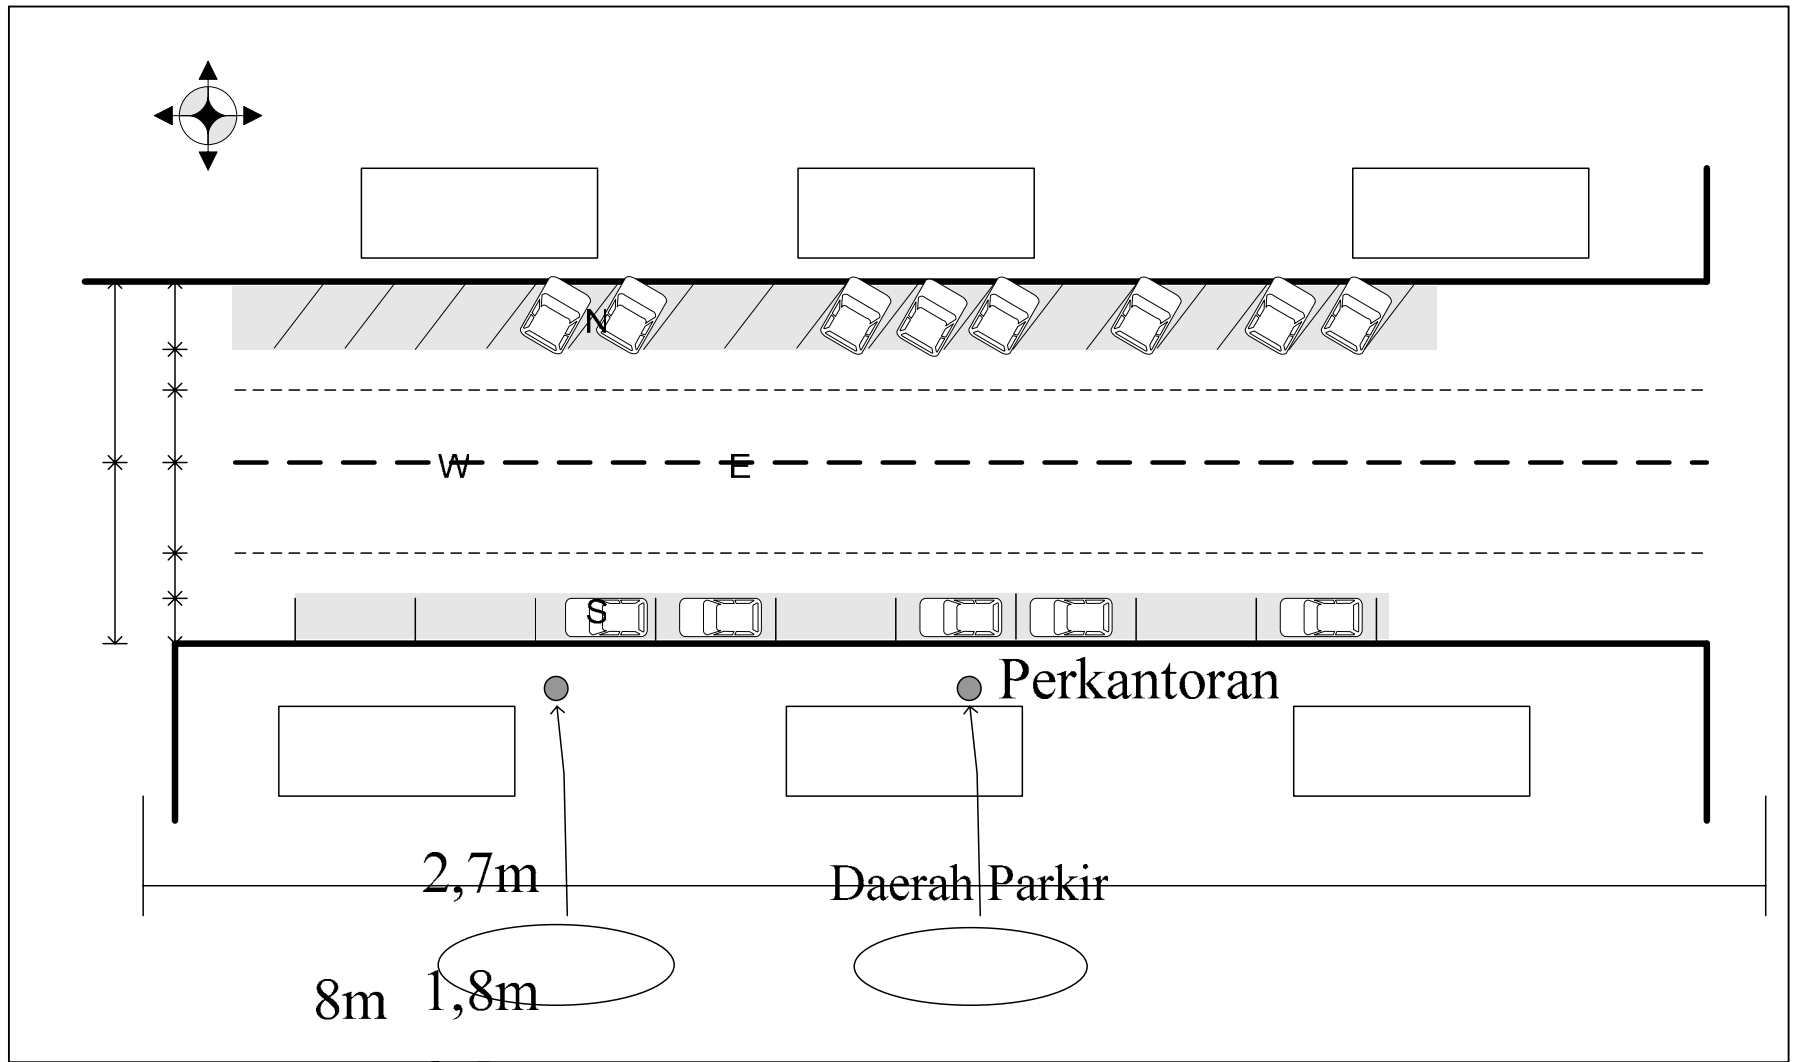 N
W E
S
Perkantoran
2,7m
Daerah Parkir
1,8m
8m